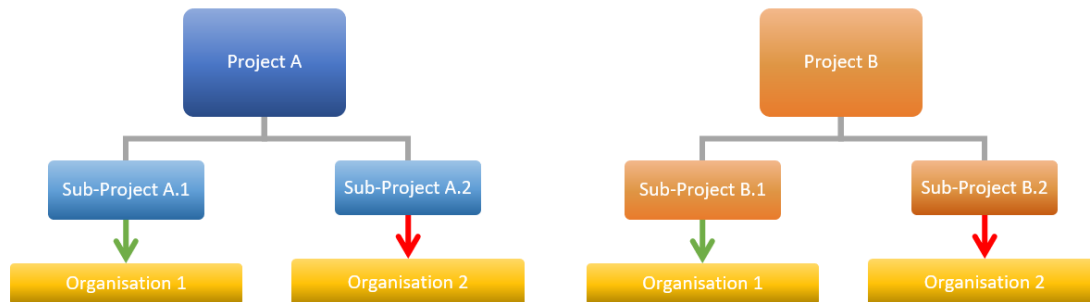 Project A
Project B
Sub-Project A.1
Sub-Project A.2
Sub-Project B.1
Sub-Project B.2
Organisation 1
Organisation 2
Organisation 1
Organisation 2